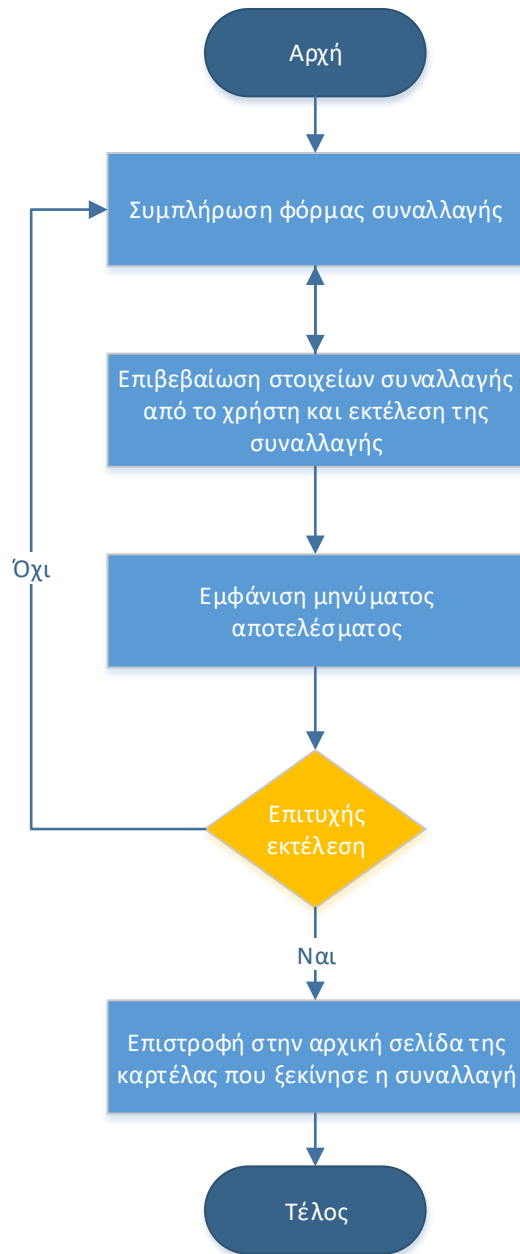 Αρχή
Συμπλήρωση φόρμας συναλλαγής
Επιβεβαίωση στοιχείων συναλλαγής
από το χρήστη και εκτέλεση της
συναλλαγής
Όχι
Εμφάνιση μηνύματος
αποτελέσματος
Επιτυχής
εκτέλεση
Ναι
Επιστροφή στην αρχική σελίδα της
καρτέλας που ξεκίνησε η συναλλαγή
Τέλος